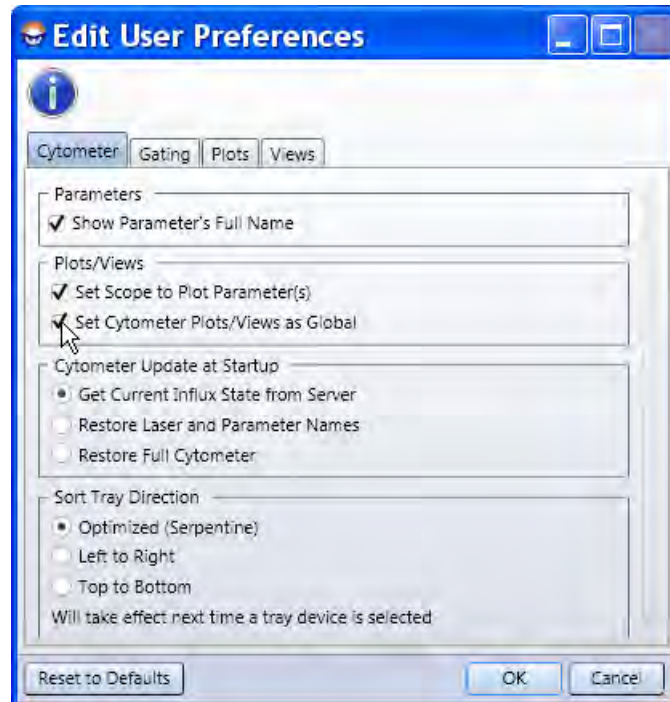 Edit User Preferences
Cytometer Gating Plots Views
Parameters
Show Parameter's Full Name
Plots/Views
Set Scope to Plot Parameter(s)
Set Cytometer Plots/Views as Global
Cytometer Update at Startup
Get Current Influx State from Server
Restore Laser and Parameter Names
Restore Full Cytometer
Sort Tray Direction
Optimized (Serpentine)
Left to Right
Top to Bottom
Will take effect next time a tray device is selected
Reset to Defaults OK Cancel